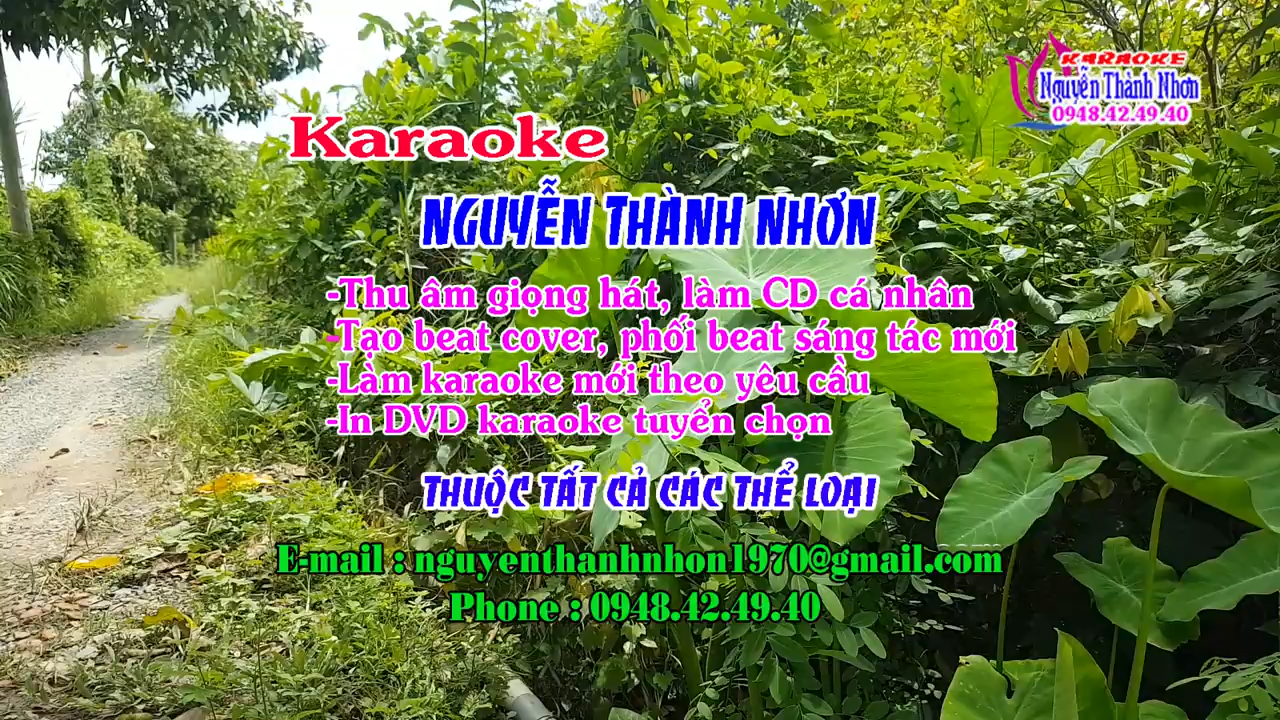 KARAOKE
Nguyễn Thành Nhơn
0948.42.49.40
Karaoke
NGUYỄN THÀNH NHƠN
-Thu âm giọng hát, làm CD cá nhân
-Tạo beat cover, phối beat sáng tác mới
-Làm karaoke mới theo yêu cầu
-In DVD karaoke tuyển chọn
THUỘC TẤT CẢ CÁC THỂ LOẠI
E-mail : nguyenthanhnhon1970@gmail.com
Phone : 0948.42.49.40